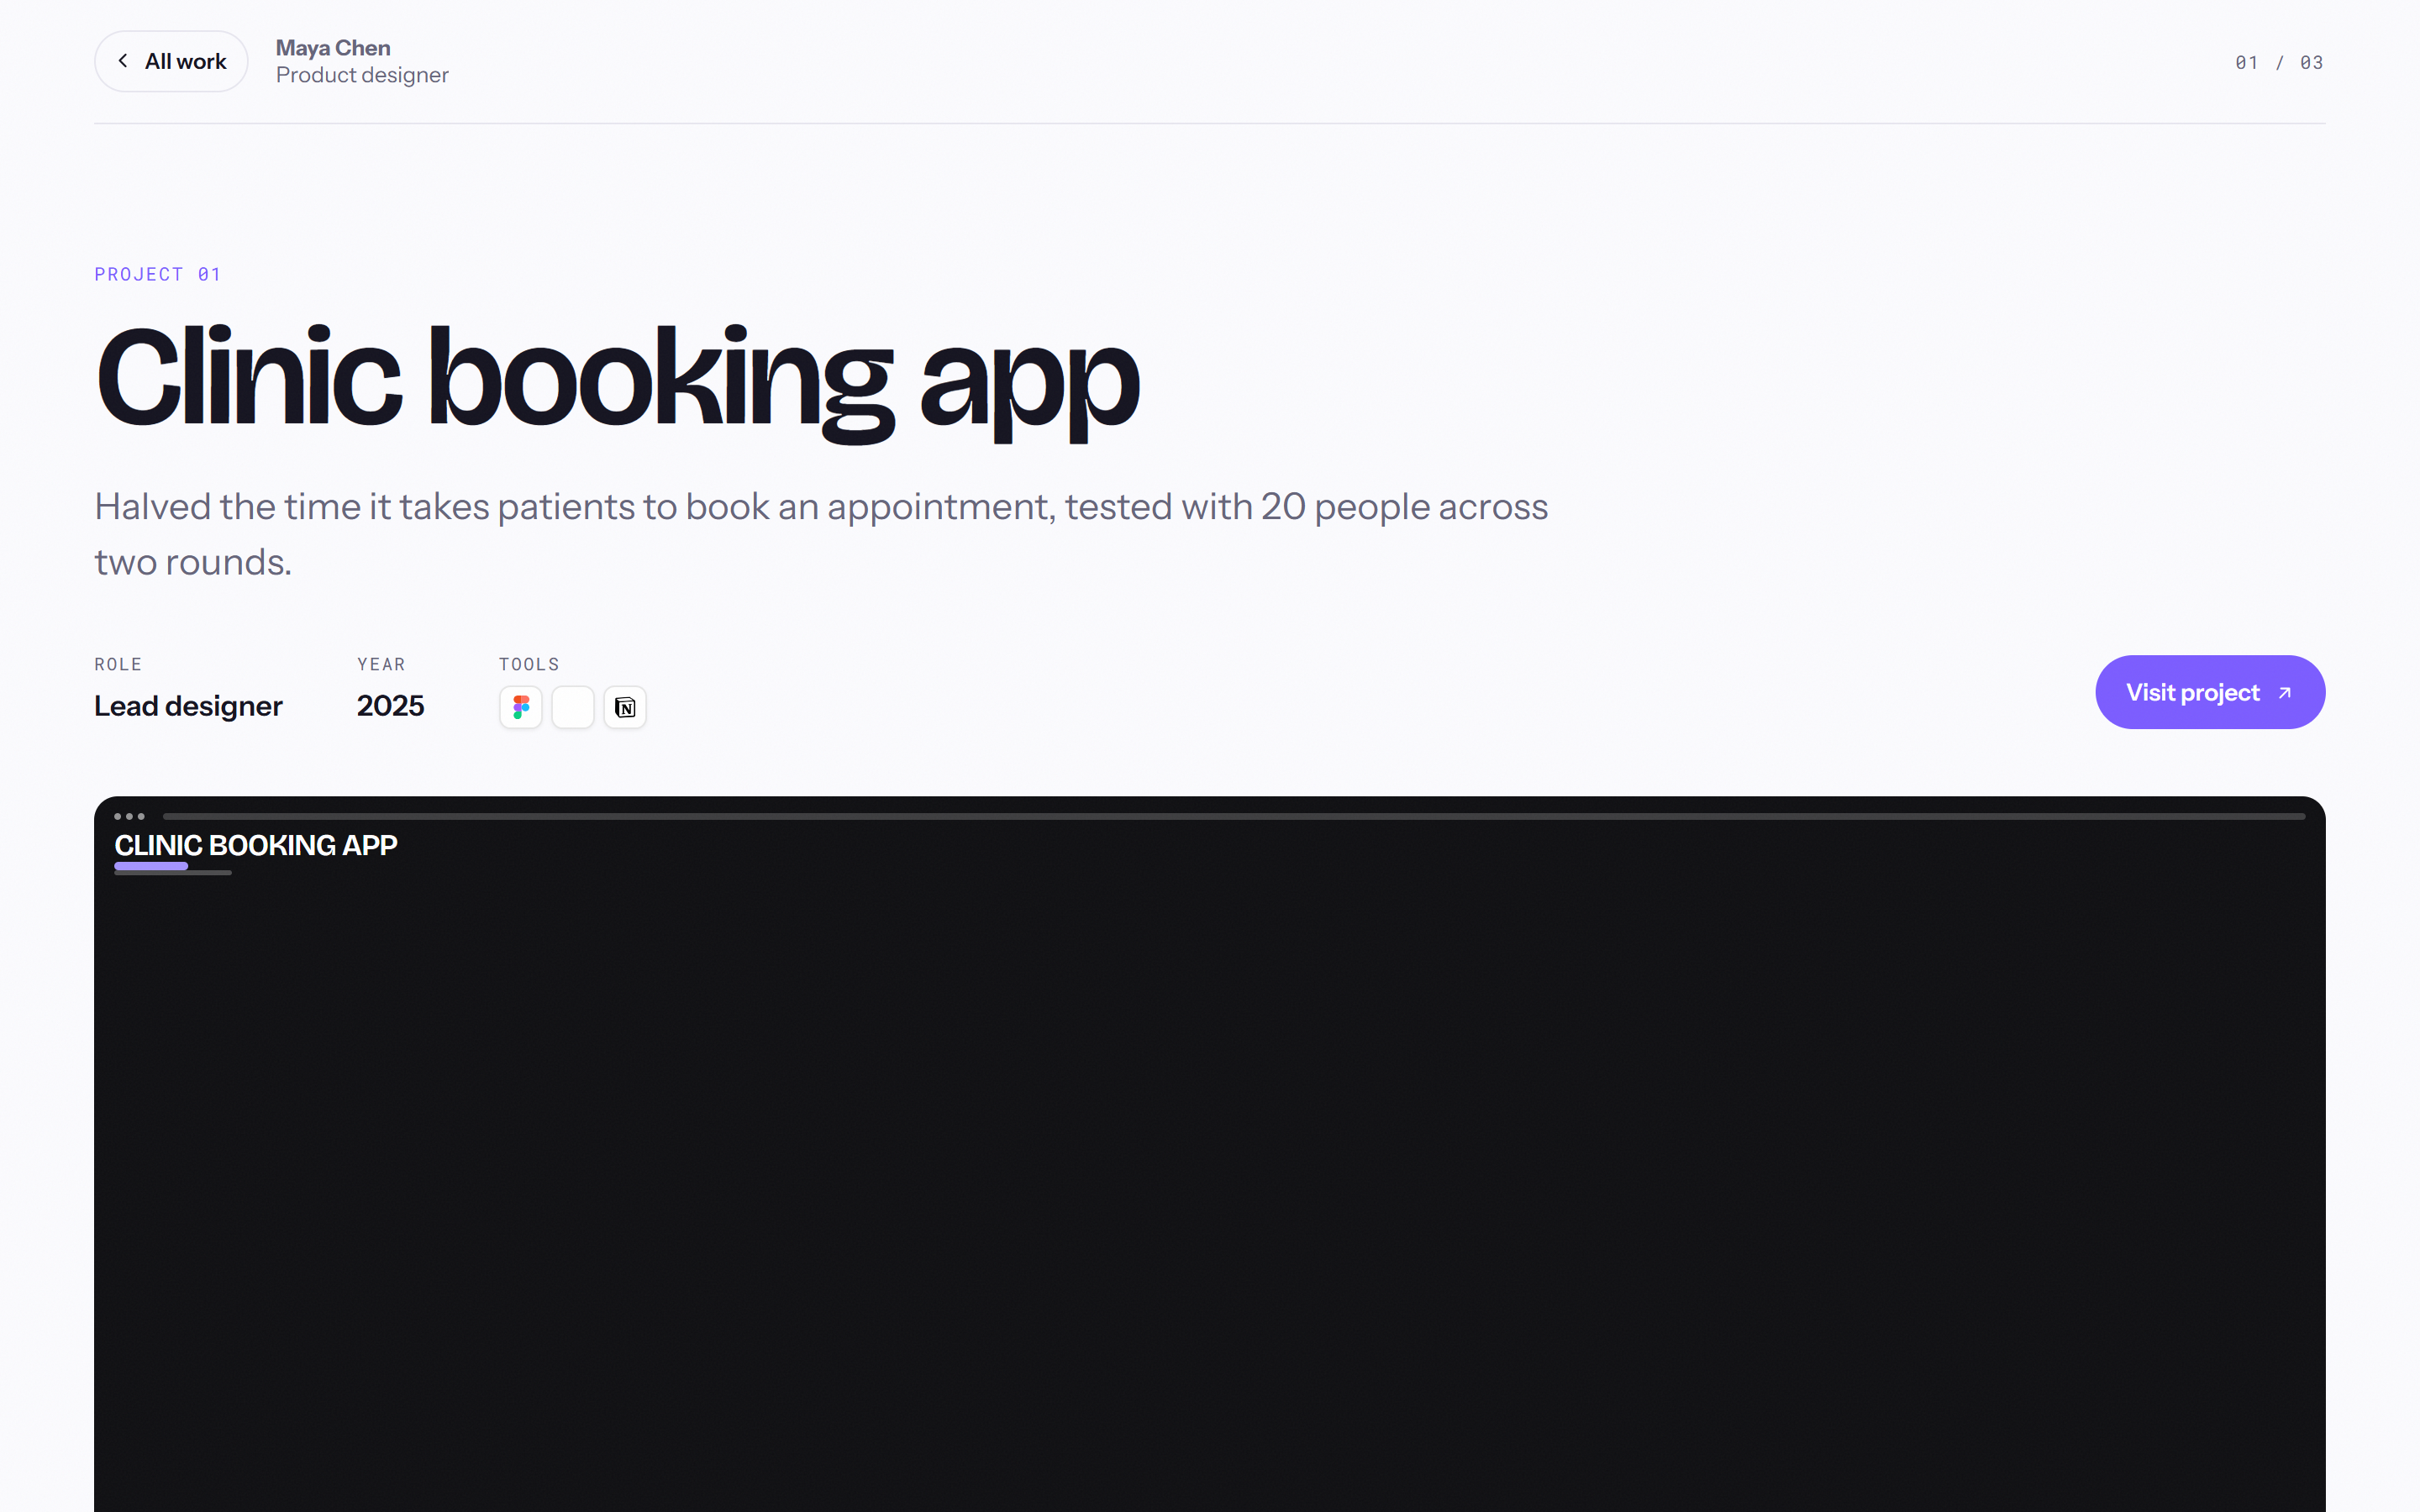 All work
Maya Chen
Product designer
01 / 03
PROJECT 01
Clinic booking app
Halved the time it takes patients to book an appointment, tested with 20 people across
two rounds.
ROLE
YEAR
TOOLS
Lead designer
2025
N
Visit project
CLINIC BOOKING APP